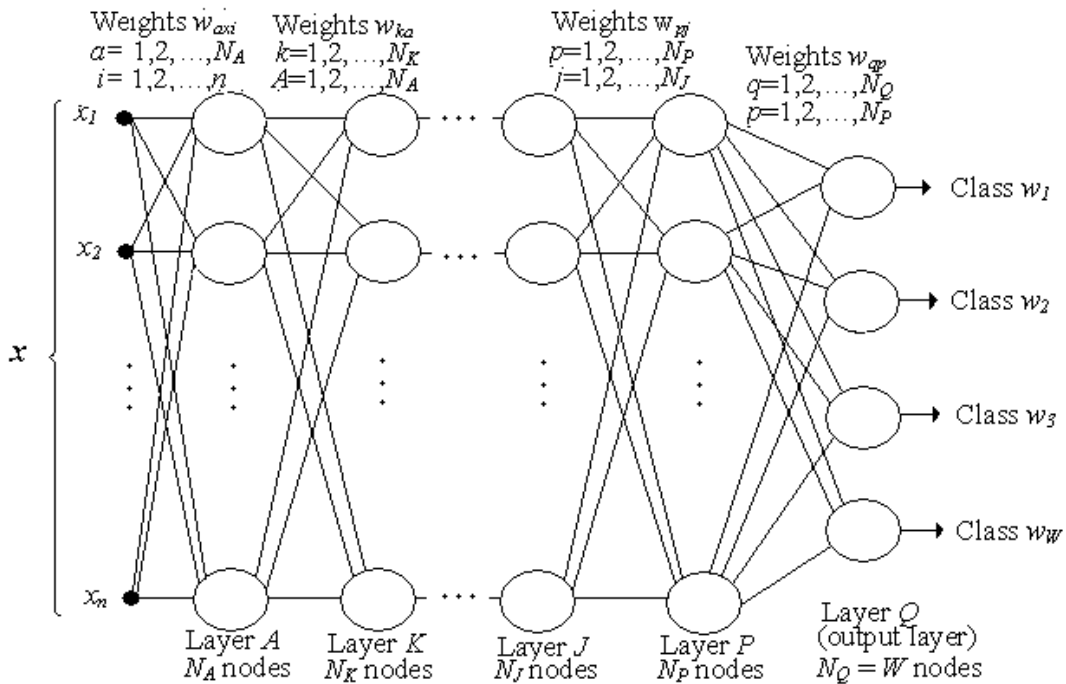 Weights w_axi
a= 1,2, ...,N_A
i= 1,2, ...,n
Weights w_ka
k=1,2, ...,N_K
A=1,2, ...,N_A
Weights w_pj
p=1,2, ...,N_P
j=1,2, ...,N_J
Weights w_qp
q=1,2, ...,N_Q
p=1,2, ...,N_P
x_1
x_2
x
x_n
Class w_1
Class w_2
Class w_3
Class w_W
Layer A
N_A nodes
Layer K
N_K nodes
Layer J
N_J nodes
Layer P
N_P nodes
Layer Q
(output layer)
N_Q = W nodes